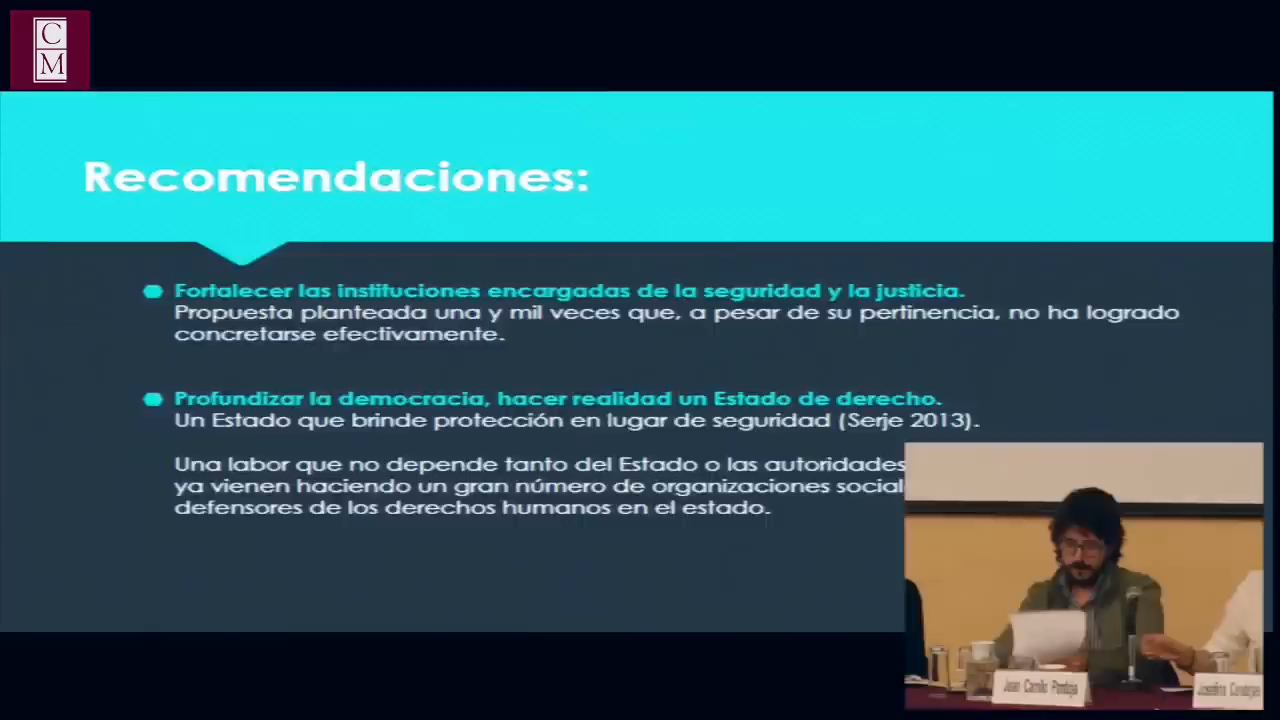 C
M
Recomendaciones:
Fortalecer las instituciones encargadas de la seguridad y la justicia.
Propuesta planteada una y mil veces que, a pesar de su pertinencia, no ha logrado
concretarse efectivamente.
Profundizar la democracia, hacer realidad un Estado de derecho.
Un Estado que brinde protección en lugar de seguridad (Serje 2013).
Una labor que no depende tanto del Estado o las autoridades
ya vienen haciendo un gran número de organizaciones social
defensores de los derechos humanos en el estado.
Juan Camilo Pantoja
Josefina